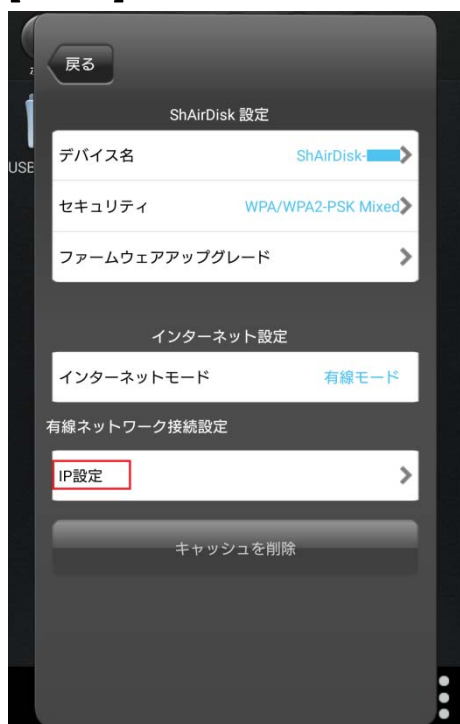 戻る
USE
ShAirDisk 設定
デバイス名 ShAirDisk-
セキュリティ WPA/WPA2-PSK Mixed
ファームウェアアップグレード
インターネット設定
インターネットモード 有線モード
有線ネットワーク接続設定
IP設定
キャッシュを削除